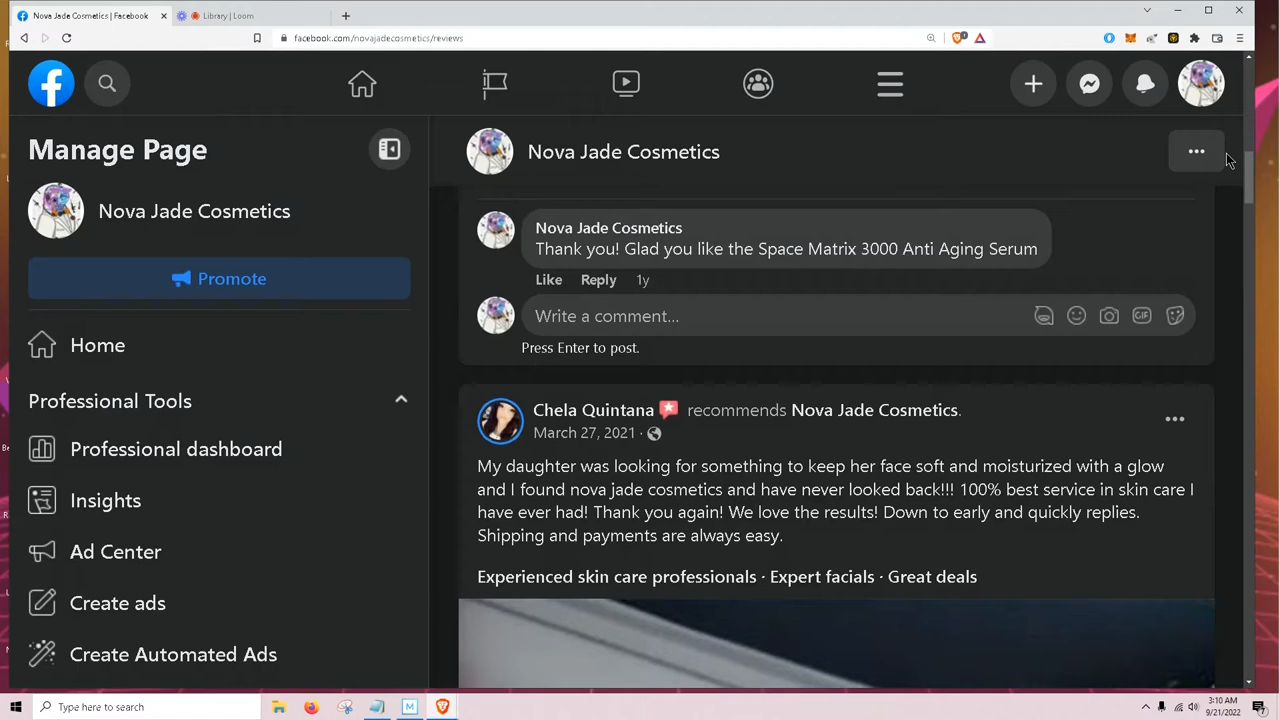 Nova Jade Cosmetics | Facebook
Library | Loom
facebook.com/novajadecosmetics/reviews
Manage Page
Nova Jade Cosmetics
Nova Jade Cosmetics
Promote
Home
Professional Tools
Professional dashboard
Insights
Ad Center
Create ads
Create Automated Ads
Nova Jade Cosmetics
Thank you! Glad you like the Space Matrix 3000 Anti Aging Serum
Like Reply 1y
Write a comment...
GIF
Press Enter to post.
Chela Quintana recommends Nova Jade Cosmetics.
March 27, 2021 ·
My daughter was looking for something to keep her face soft and moisturized with a glow
and I found nova jade cosmetics and have never looked back!!! 100% best service in skin care I
have ever had! Thank you again! We love the results! Down to early and quickly replies.
Shipping and payments are always easy.
Experienced skin care professionals · Expert facials · Great deals
Type here to search
3:10 AM
9/21/2022